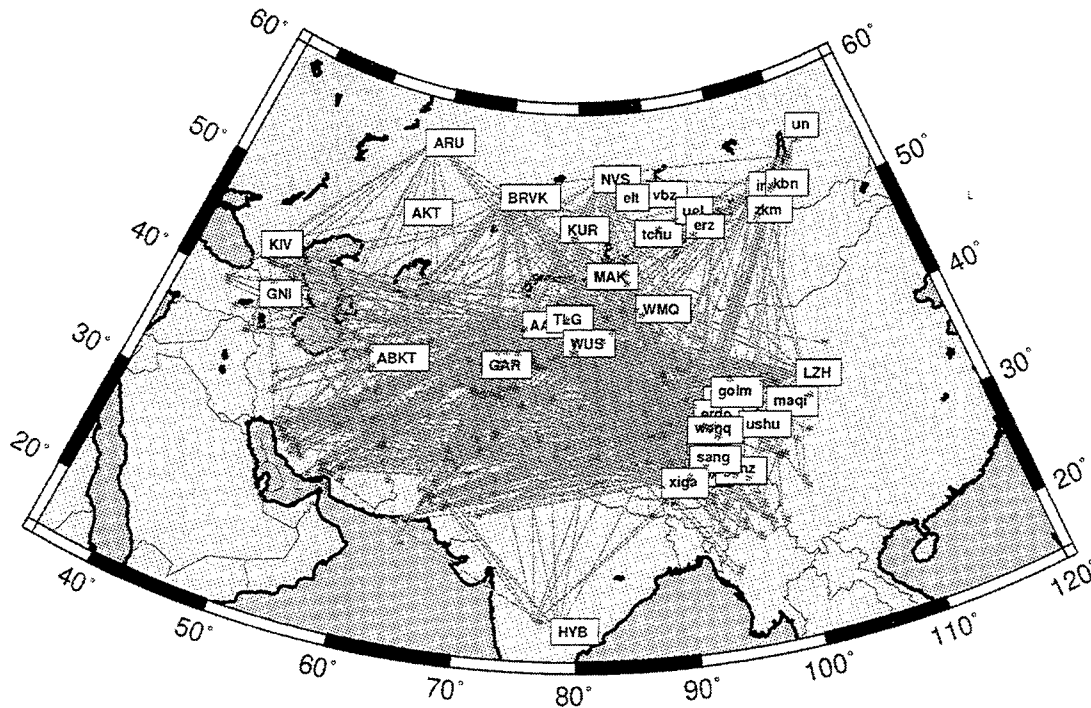 60°
60°
un
50°
ARU
50°
NVS
kbn
elt
vbz
BRVK
zkm
AKT
erz
KUR
tchu
40°
KIV
40°
MAK
GNI
WMQ
TLG
30°
WUS
ABKT
GAR
LZH
30°
golm
maqi
ushu
20°
sang
xiga
20°
40°
120°
50°
HYB
110°
60°
100°
70°
80°
90°